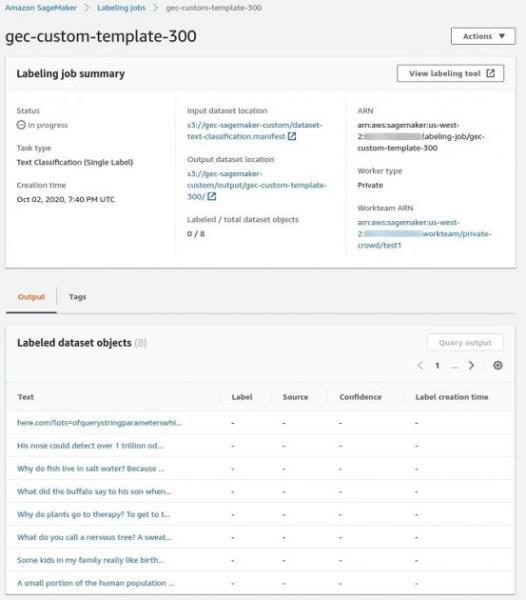 Amazon SageMaker > Labeling jobs > gec-custom-template-300
gec-custom-template-300
Actions ▼
Labeling job summary
View labeling tool
Status
In progress
Task type
Text Classification (Single Label)
Creation time
Oct 02, 2020, 7:40 PM UTC
Input dataset location
s3://gec-sagemaker-custom/dataset-
text-classification.manifest
Output dataset location
s3://gec-sagemaker-
custom/output/gec-custom-template-
300/
Labeled / total dataset objects
0 / 8
ARN
arn:aws:sagemaker:us-west-
2: labeling-job/gec-
custom-template-300
Worker type
Private
Workteam ARN
arn:aws:sagemaker:us-west-
2: workteam/private-
crowd/test1
Output Tags
Labeled dataset objects (8)
Query output
< 1 ... >
Text Label Source Confidence Label creation time
here.com?lots=ofquerystringparameterswhi... - - - -
His nose could detect over 1 trillion od... - - - -
Why do fish live in salt water? Because ... - - - -
What did the buffalo say to his son when... - - - -
Why do plants go to therapy? To get to t... - - - -
What do you call a nervous tree? A sweat... - - - -
Some kids in my family really like birth... - - - -
A small portion of the human population ... - - - -